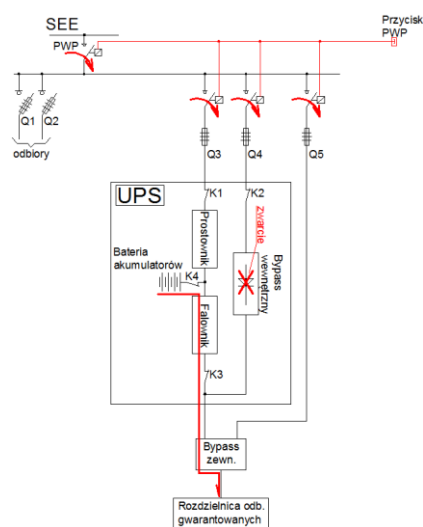 SEE
Przycisk
PWP
PWP
Q1
Q2
odbiory
Q3
Q4
Q5
UPS
K1
K2
zwarcie
Prostownik
Bypass
wewnętrzny
Bateria
akumulatorów
K4
Falownik
K3
Bypass
zewn.
Rozdzielnica odb.
gwarantowanych